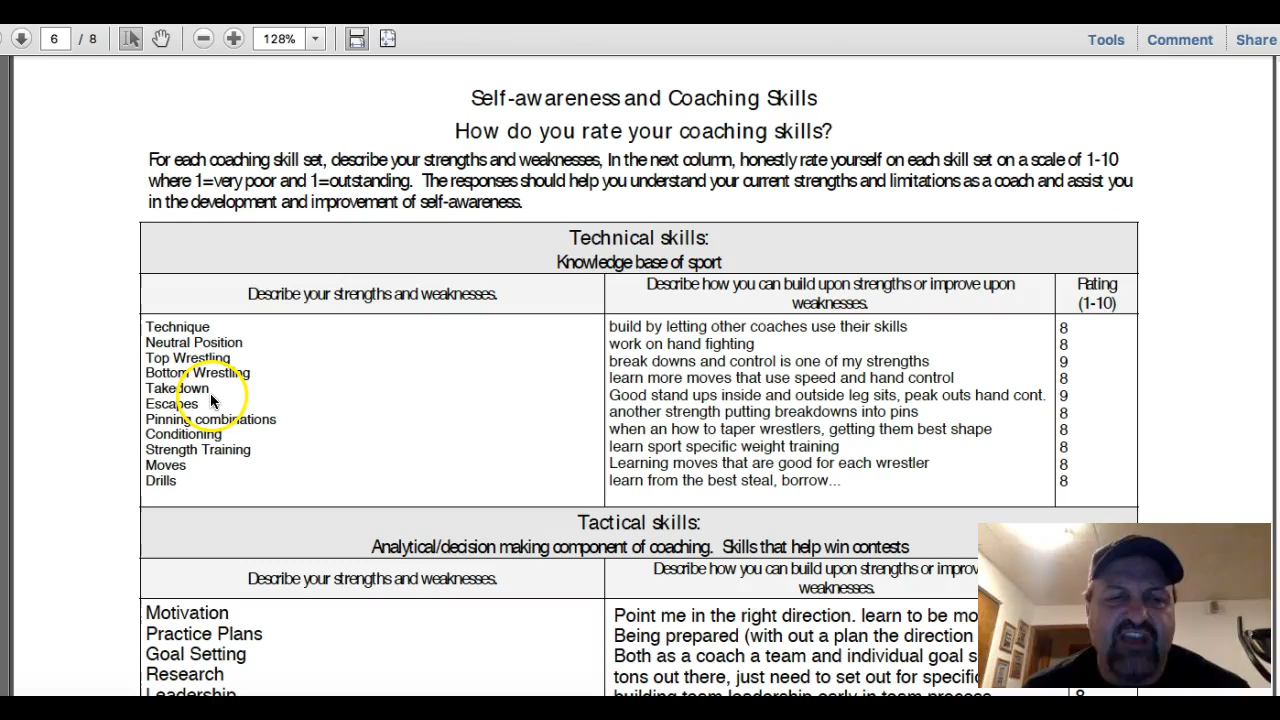 6 / 8 128% Tools Comment Share
Self-awareness and Coaching Skills
How do you rate your coaching skills?
For each coaching skill set, describe your strengths and weaknesses, In the next column, honestly rate yourself on each skill set on a scale of 1-10
where 1=very poor and 1=outstanding. The responses should help you understand your current strengths and limitations as a coach and assist you
in the development and improvement of self-awareness.
Technical skills:
Knowledge base of sport
Describe your strengths and weaknesses.
Describe how you can build upon strengths or improve upon
weaknesses.
Rating
(1-10)
Technique
Neutral Position
Top Wrestling
Bottom Wrestling
Takedown
Escapes
Pinning combinations
Conditioning
Strength Training
Moves
Drills
build by letting other coaches use their skills
work on hand fighting
break downs and control is one of my strengths
learn more moves that use speed and hand control
Good stand ups inside and outside leg sits, peak outs hand cont.
another strength putting breakdowns into pins
when an how to taper wrestlers, getting them best shape
learn sport specific weight training
Learning moves that are good for each wrestler
learn from the best steal, borrow...
8
8
9
8
9
8
8
8
8
8
Tactical skills:
Analytical/decision making component of coaching. Skills that help win contests
Describe your strengths and weaknesses.
Describe how you can build upon strengths or improv
weaknesses.
Motivation
Practice Plans
Goal Setting
Research
Leadership
Point me in the right direction. learn to be mo
Being prepared (with out a plan the direction
Both as a coach a team and individual goal s
tons out there, just need to set out for specifi
building team leadership early in team process
8